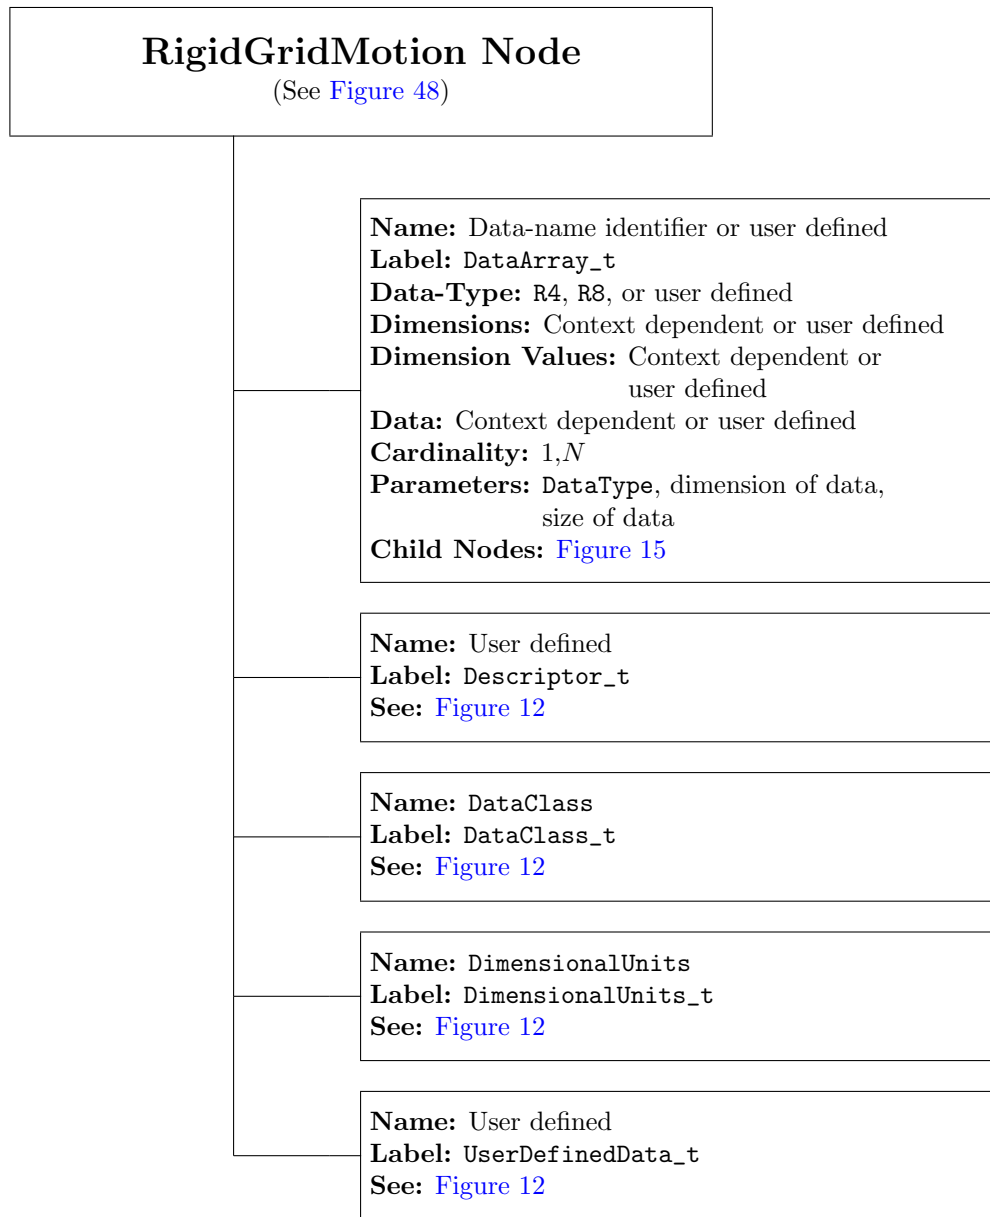 RigidGridMotion Node
(See Figure 48)
Name: Data-name identifier or user defined
Label: DataArray_t
Data-Type: R4, R8, or user defined
Dimensions: Context dependent or user defined
Dimension Values: Context dependent or
user defined
Data: Context dependent or user defined
Cardinality: 1,N
Parameters: DataType, dimension of data,
size of data
Child Nodes: Figure 15
Name: User defined
Label: Descriptor_t
See: Figure 12
Name: DataClass
Label: DataClass_t
See: Figure 12
Name: DimensionalUnits
Label: DimensionalUnits_t
See: Figure 12
Name: User defined
Label: UserDefinedData_t
See: Figure 12